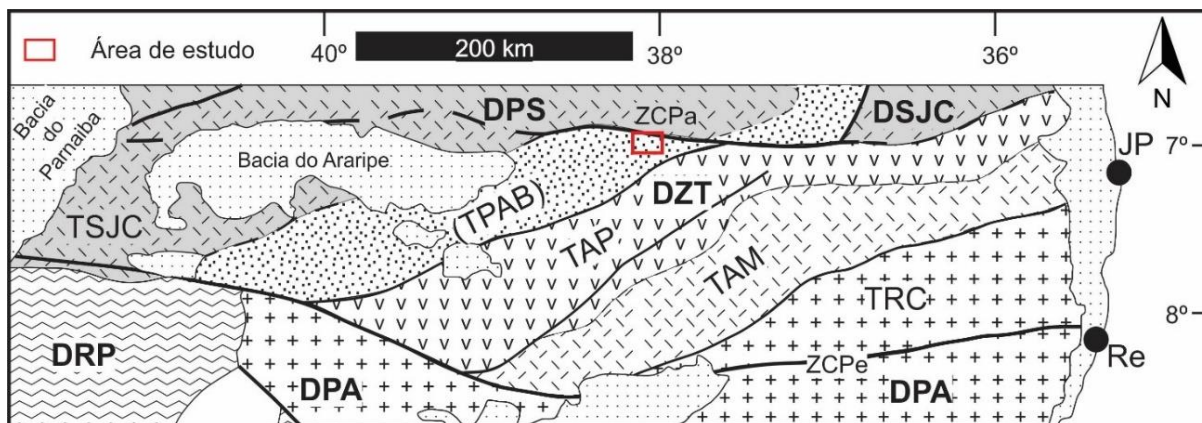 Área de estudo
40º
200 km
38º
36º
N
Bacia
do
Parnaíba
DPS
ZCPa
DSJC
JP
7º
Bacia do Araripe
(TPAB)
DZT
TSJC
TAP
TAM
TRC
8º
DRP
DPA
ZCPe
Re
DPA